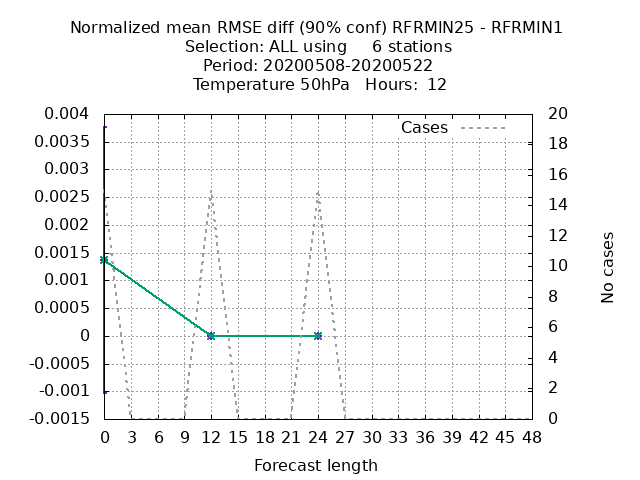 Normalized mean RMSE diff (90% conf) RFRMIN25 - RFRMIN1
Selection: ALL using     6 stations
Period: 20200508-20200522
Temperature 50hPa   Hours:  12
Cases
0.004
0.0035
0.003
0.0025
0.002
0.0015
0.001
0.0005
0
-0.0005
-0.001
-0.0015
20
18
16
14
12
10
8
6
4
2
0
No cases
0 3 6 9 12 15 18 21 24 27 30 33 36 39 42 45 48
Forecast length